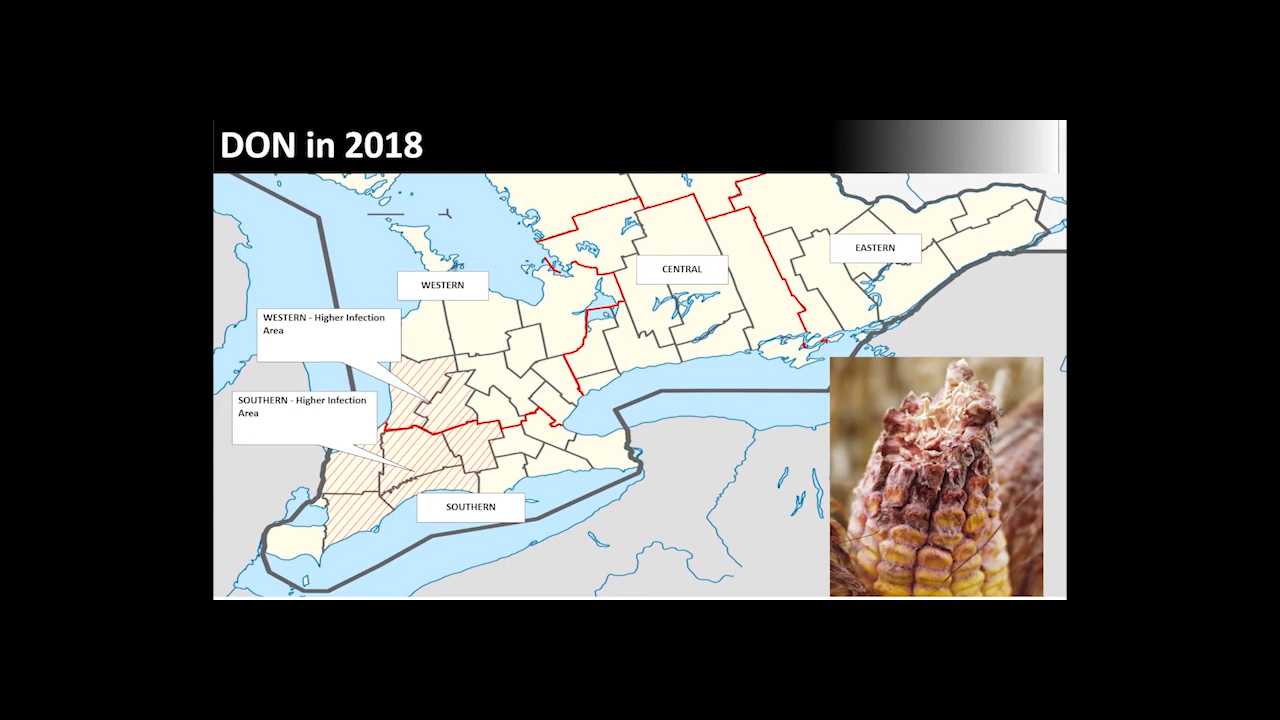 DON in 2018
EASTERN
CENTRAL
WESTERN
WESTERN - Higher Infection
Area
SOUTHERN - Higher Infection
Area
SOUTHERN